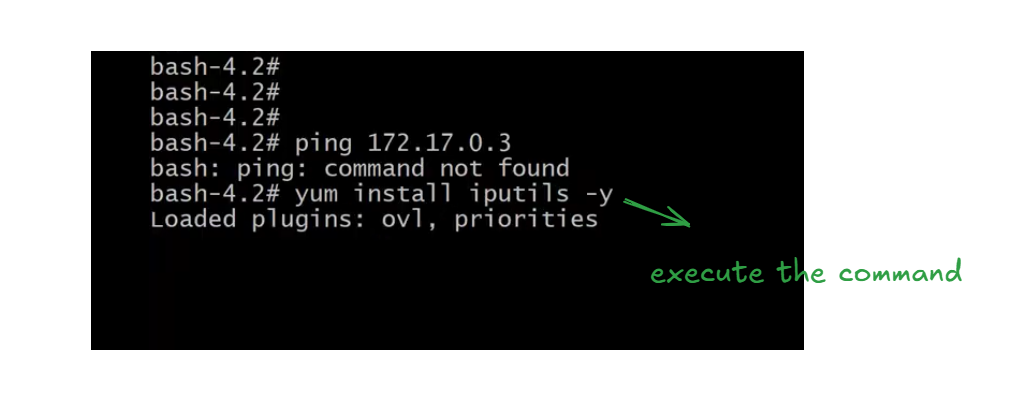 bash-4.2#
bash-4.2#
bash-4.2#
bash-4.2# ping 172.17.0.3
bash: ping: command not found
bash-4.2# yum install iputils -y
Loaded plugins: ovl, priorities
execute the command